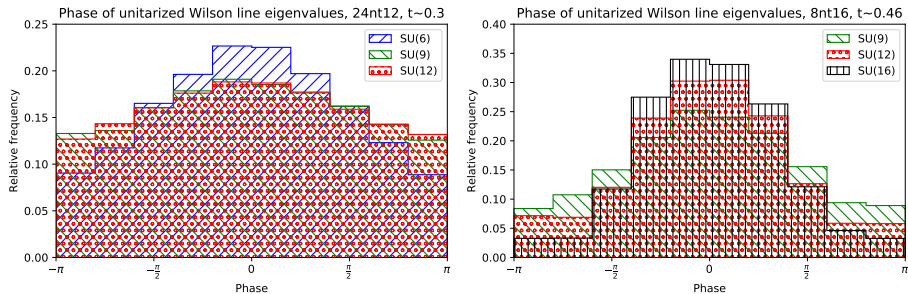 Phase of unitarized Wilson line eigenvalues, 24nt12, t~0.3
0.25
0.20
0.15
0.10
0.05
0.00
Relative frequency
SU(6)
SU(9)
SU(12)
−π
−π/2
0
π/2
π
Phase
Phase of unitarized Wilson line eigenvalues, 8nt16, t~0.46
0.40
0.35
0.30
0.25
0.20
0.15
0.10
0.05
0.00
Relative frequency
SU(9)
SU(12)
SU(16)
−π
−π/2
0
π/2
π
Phase